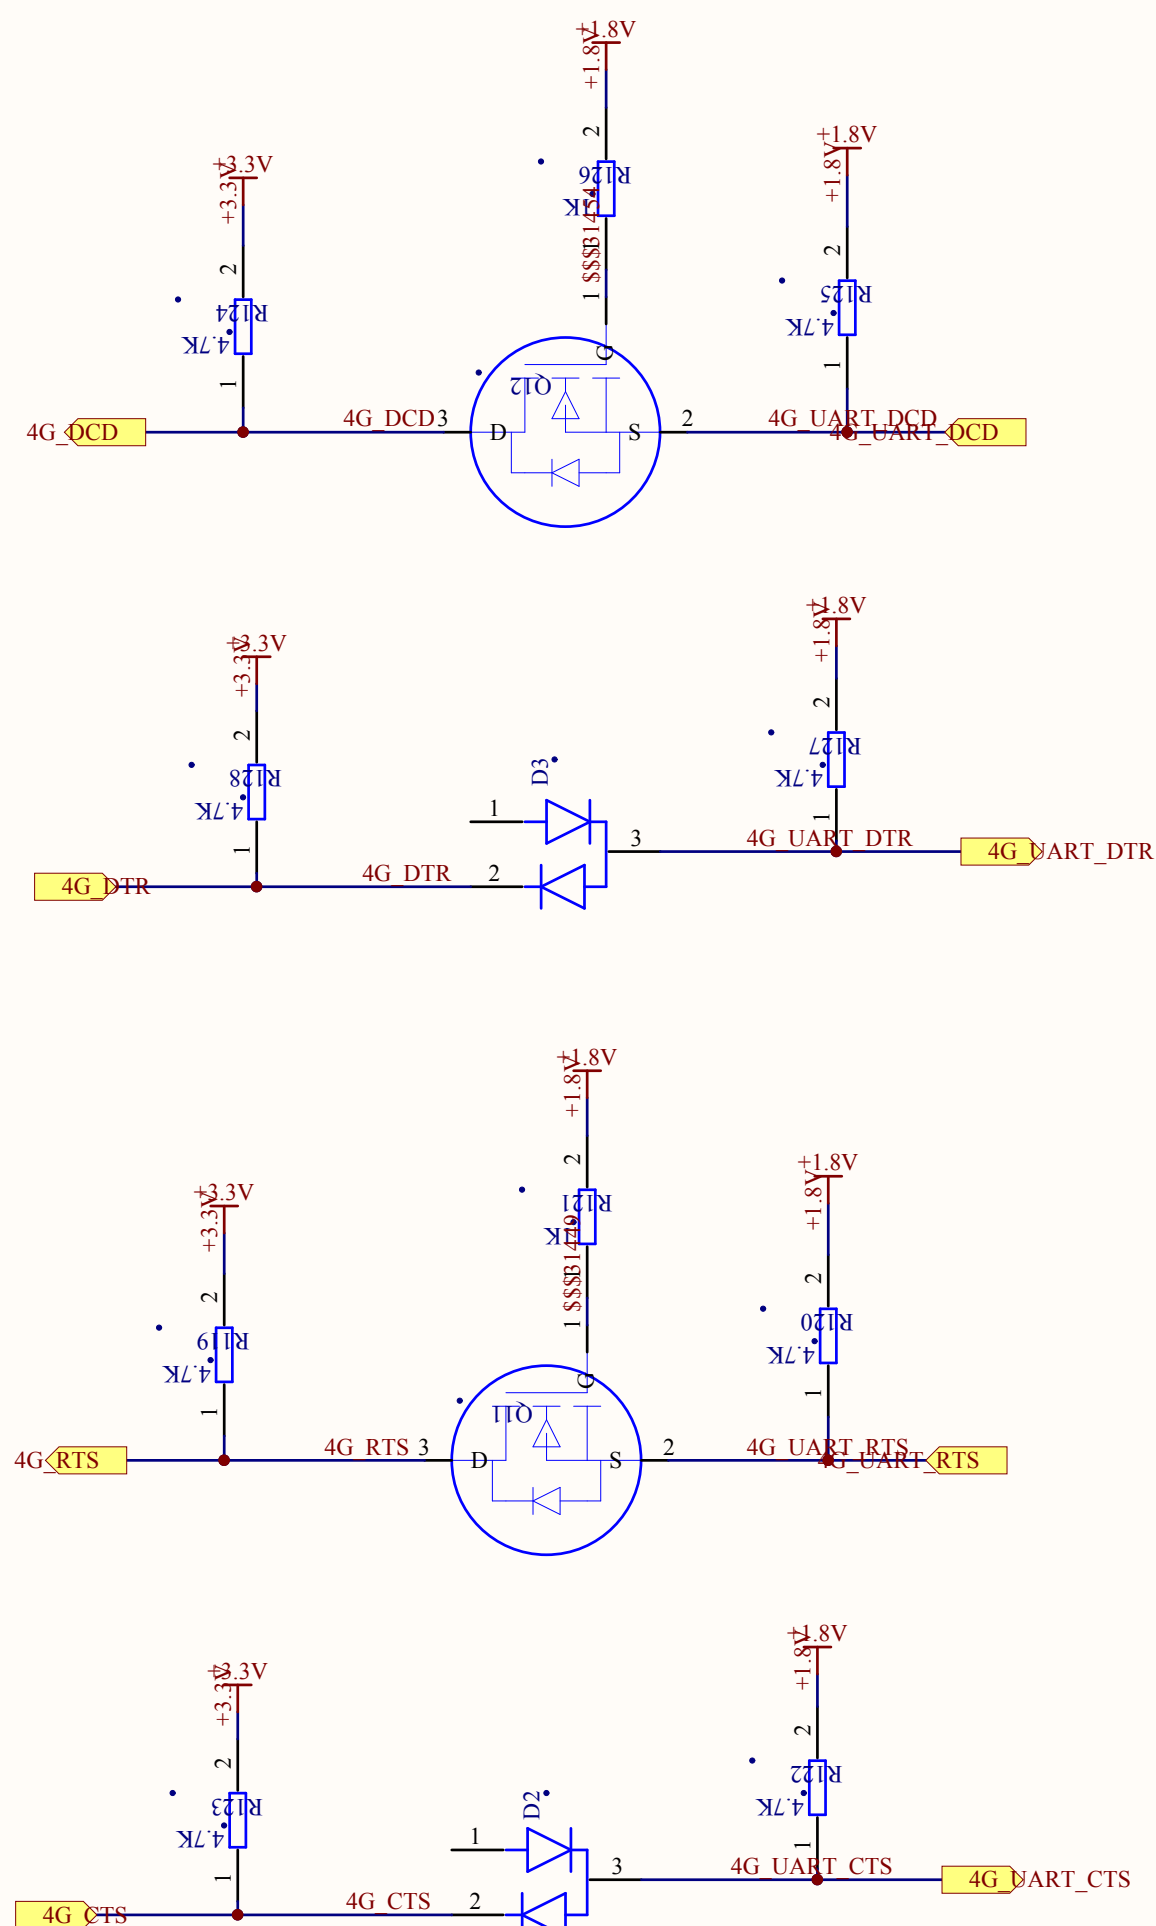 +1.8V
+1.8V
2
R126
1K
$$$31454
1
1
+3.3V
+3.3V
2
R124
4.7K
1
+1.8V
+1.8V
2
R125
4.7K
1
G
Q12
4G_DCD
4G_DCD
3
D
S
2
4G_UART_DCD
4G_UART_DCD
+1.8V
+1.8V
2
R127
4.7K
1
+3.3V
+3.3V
2
R128
4.7K
1
D3
1
3
4G_UART_DTR
4G_UART_DTR
4G_DTR
4G_DTR
2
+1.8V
+1.8V
2
R121
1K
1
+3.3V
+3.3V
2
R119
4.7K
1
+1.8V
+1.8V
2
R120
4.7K
1
G
Q11
4G_RTS
4G_RTS
3
D
S
2
4G_UART_RTS
4G_UART_RTS
+1.8V
+1.8V
2
R122
4.7K
1
+3.3V
+3.3V
2
R123
4.7K
1
D2
1
3
4G_UART_CTS
4G_UART_CTS
4G_CTS
4G_CTS
2